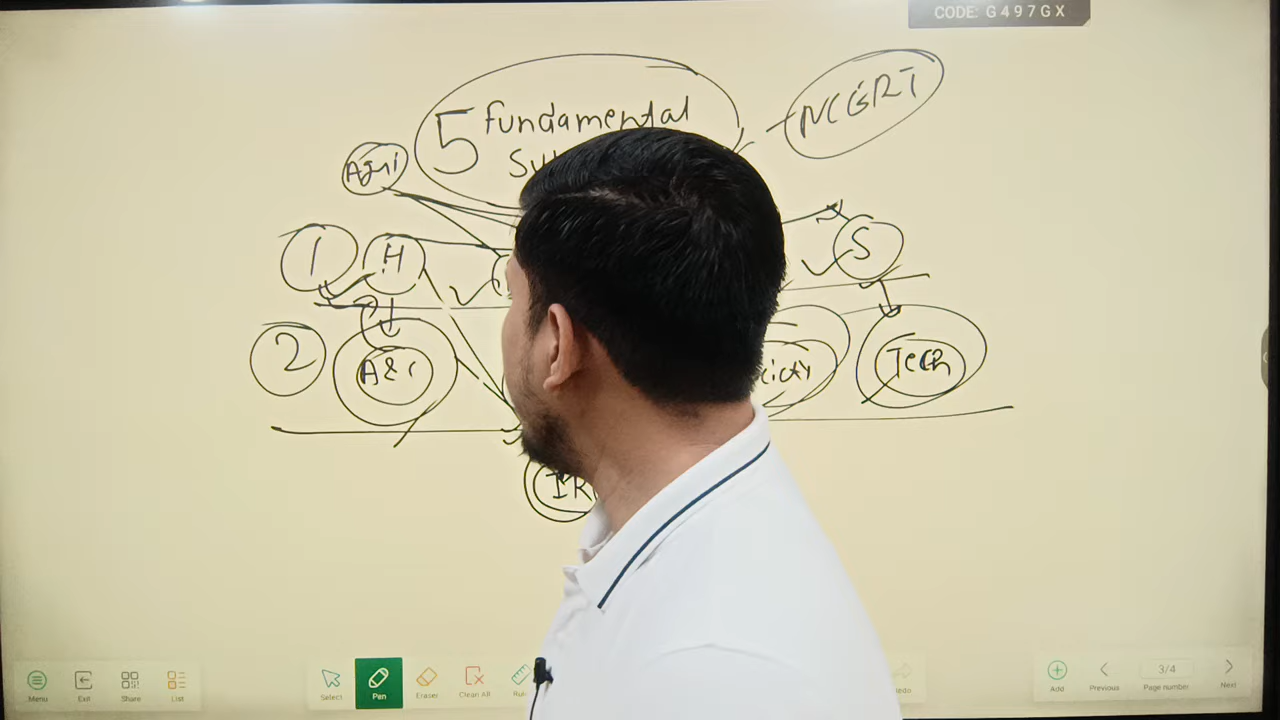 CODE: G497GX
5 fundamental
NCERT
Agri
1 H
S
2 A&C
Tech
IR
Menu Exit Share List Select Pen Eraser Clean All Add Previous 3/4 Page number Next